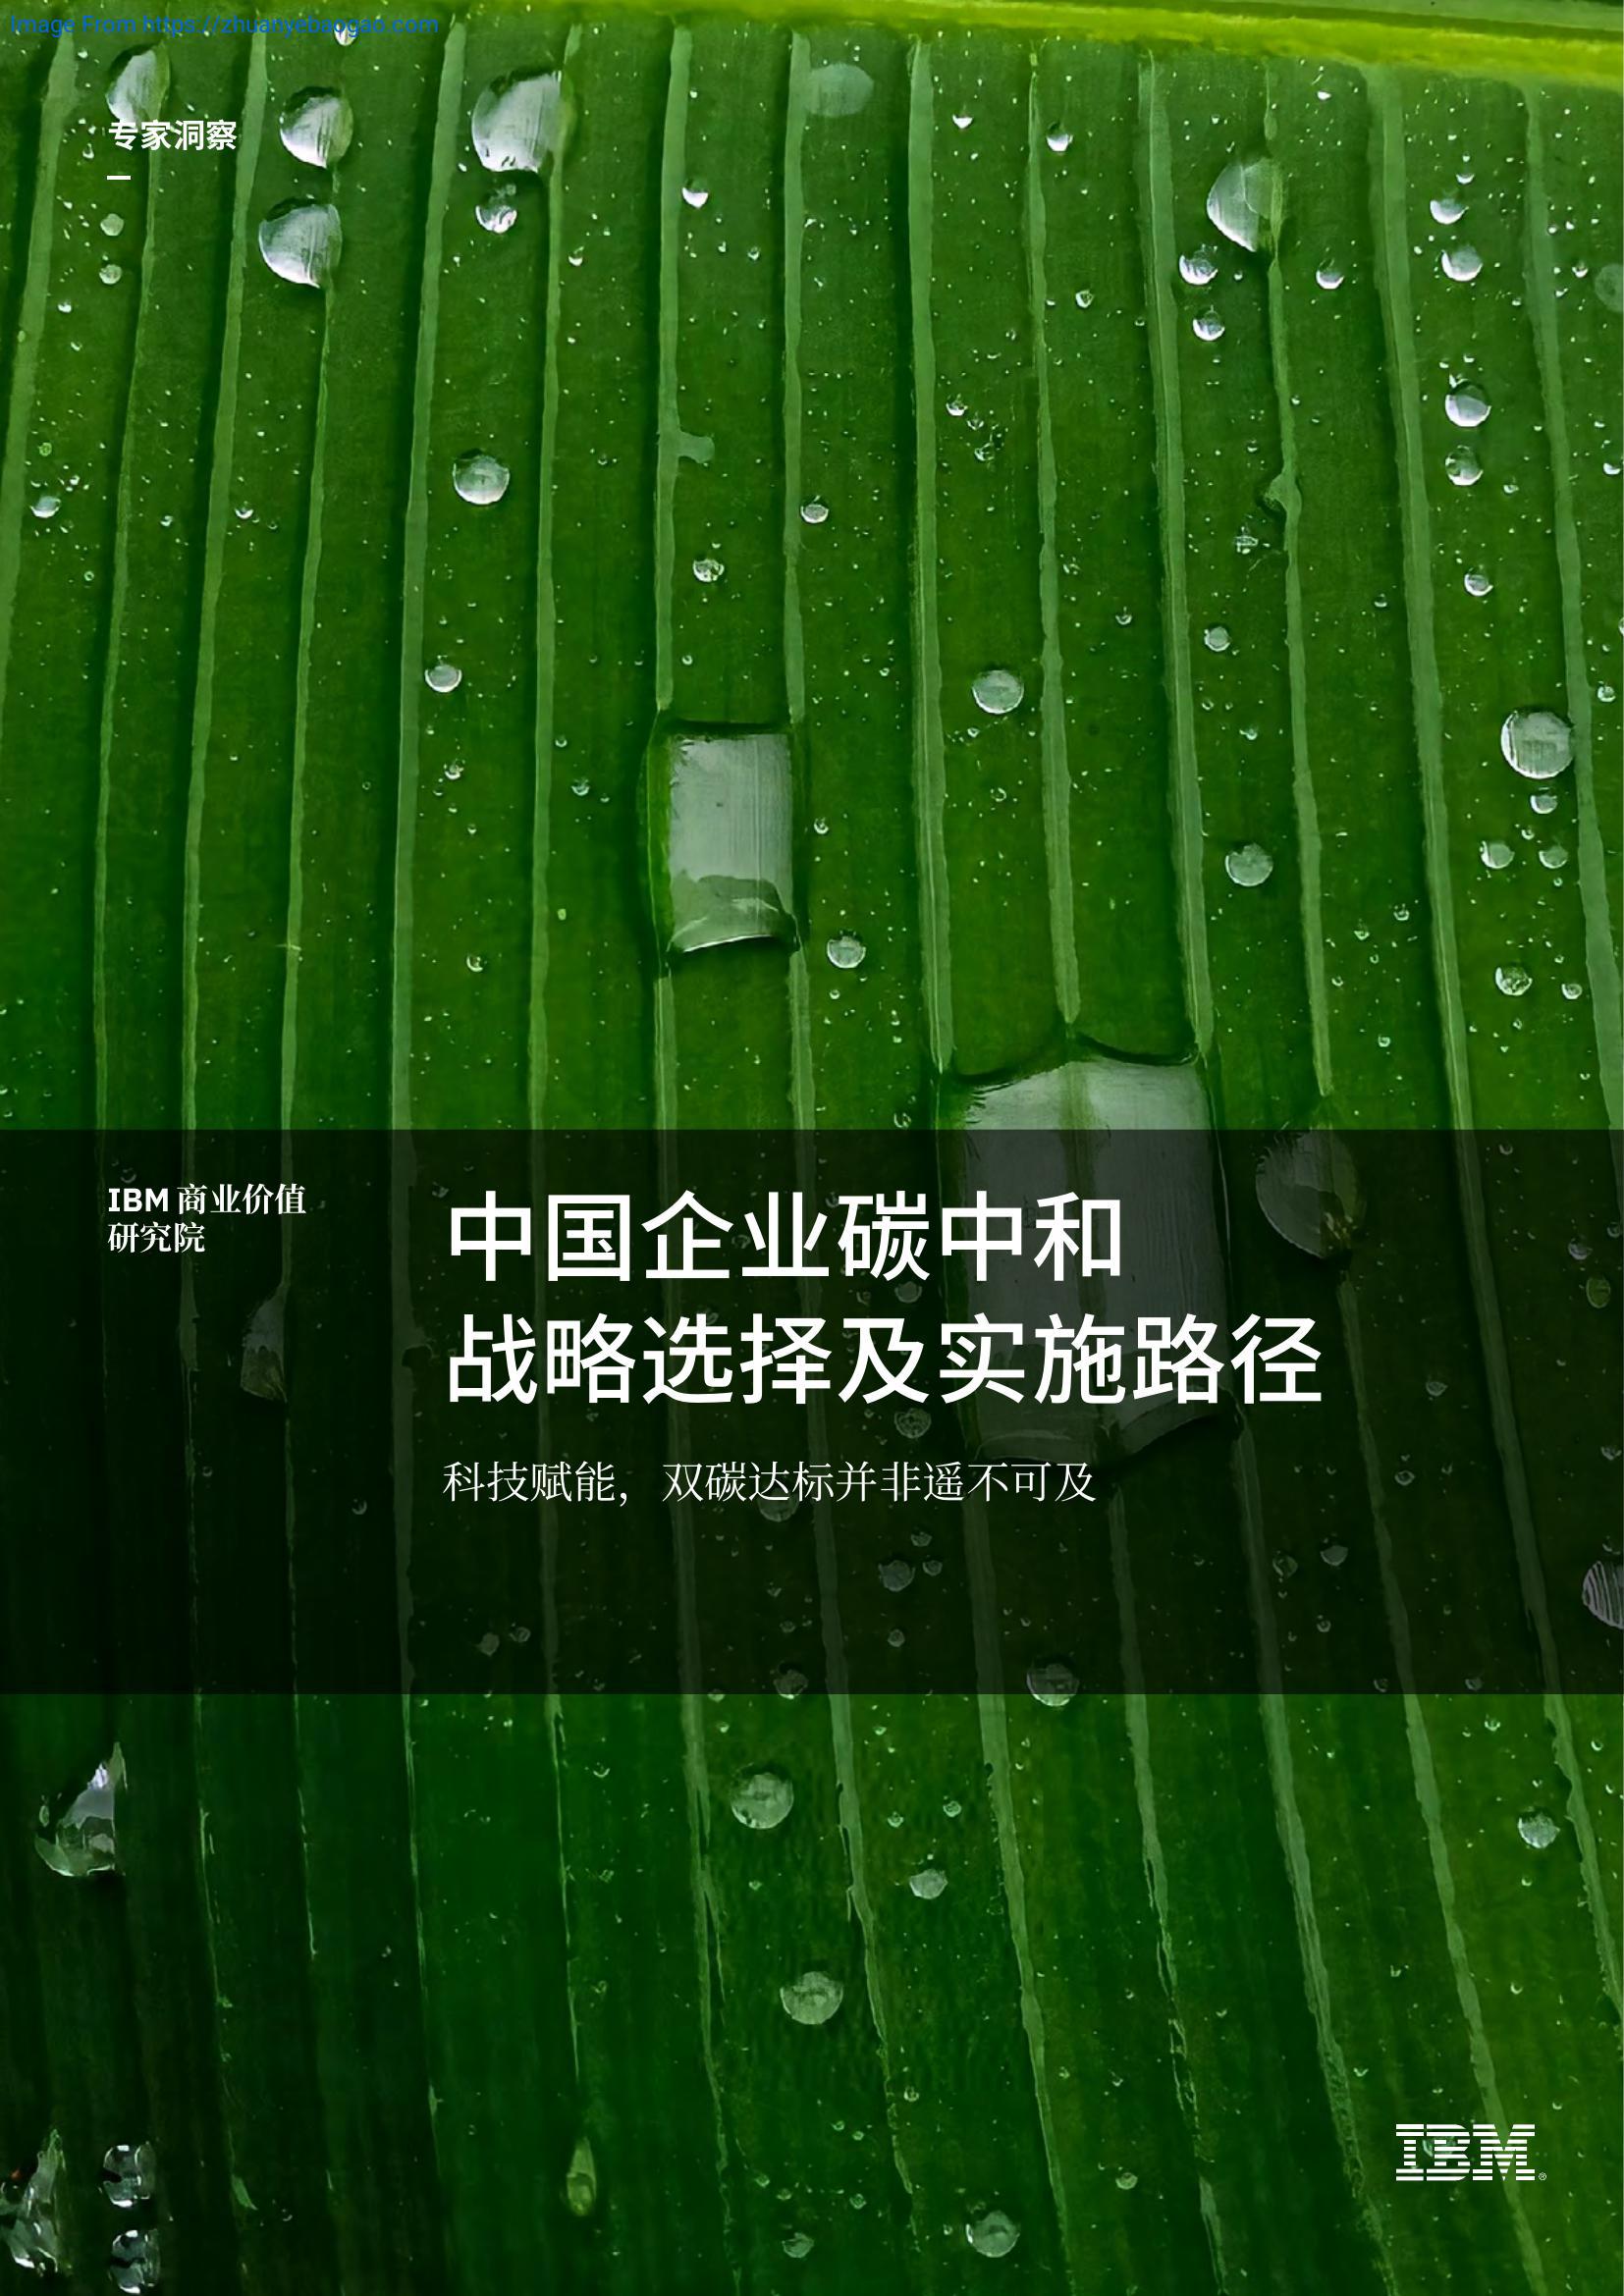 Image From https://zhuanyebaogao.com
专家洞察
IBM 商业价值
研究院
中国企业碳中和
战略选择及实施路径
科技赋能，双碳达标并非遥不可及
IBM®